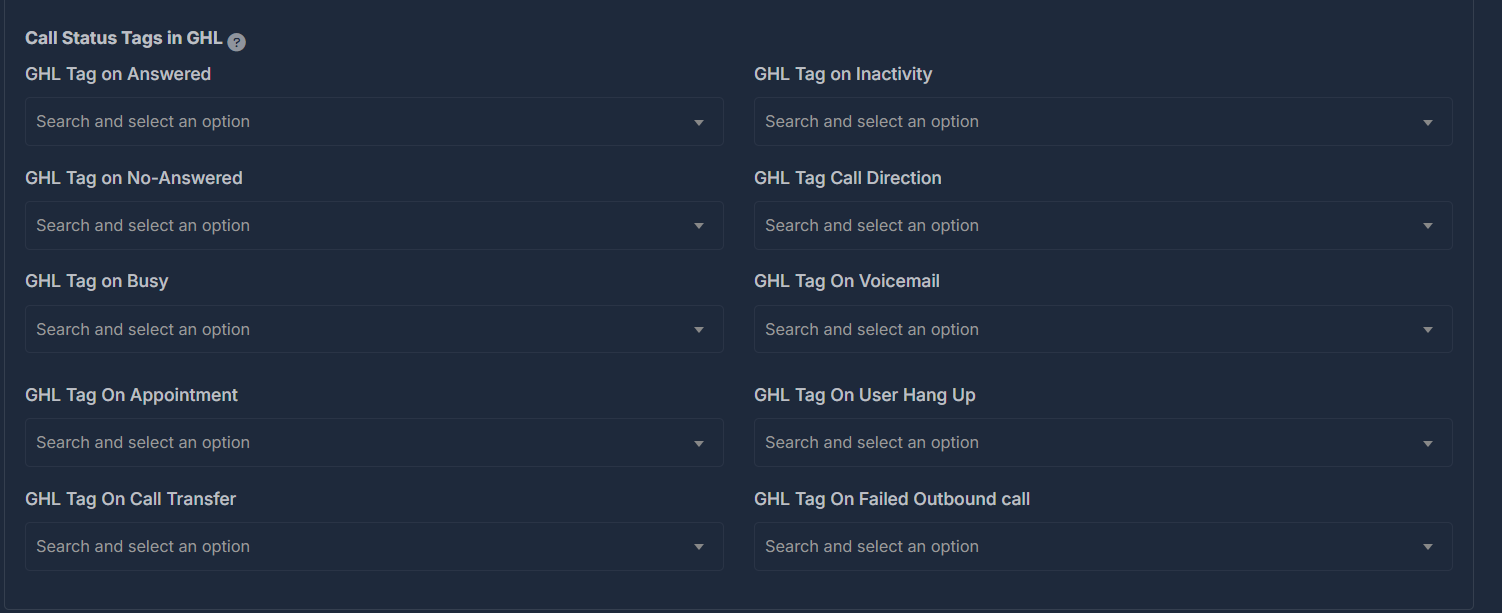 Call Status Tags in GHL ?
GHL Tag on Answered
Search and select an option
GHL Tag on Inactivity
Search and select an option
GHL Tag on No-Answered
Search and select an option
GHL Tag Call Direction
Search and select an option
GHL Tag on Busy
Search and select an option
GHL Tag On Voicemail
Search and select an option
GHL Tag On Appointment
Search and select an option
GHL Tag On User Hang Up
Search and select an option
GHL Tag On Call Transfer
Search and select an option
GHL Tag On Failed Outbound call
Search and select an option